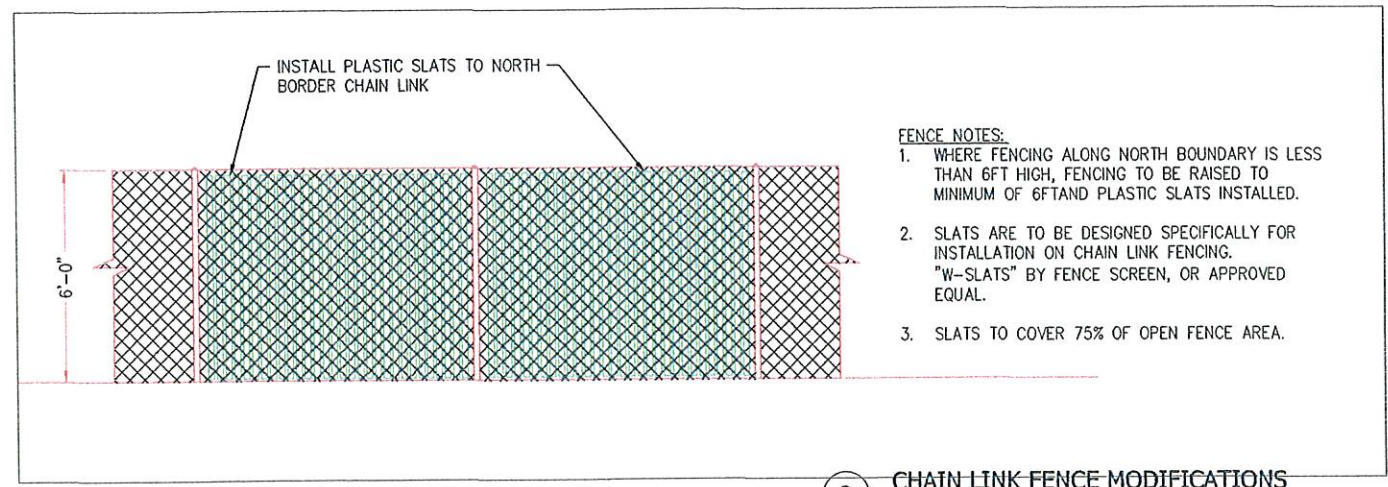 INSTALL PLASTIC SLATS TO NORTH
BORDER CHAIN LINK
6'-0"
FENCE NOTES:
1. WHERE FENCING ALONG NORTH BOUNDARY IS LESS
THAN 6FT HIGH, FENCING TO BE RAISED TO
MINIMUM OF 6FTAND PLASTIC SLATS INSTALLED.
2. SLATS ARE TO BE DESIGNED SPECIFICALLY FOR
INSTALLATION ON CHAIN LINK FENCING.
"W-SLATS" BY FENCE SCREEN, OR APPROVED
EQUAL.
3. SLATS TO COVER 75% OF OPEN FENCE AREA.
CHAIN LINK FENCE MODIFICATIONS